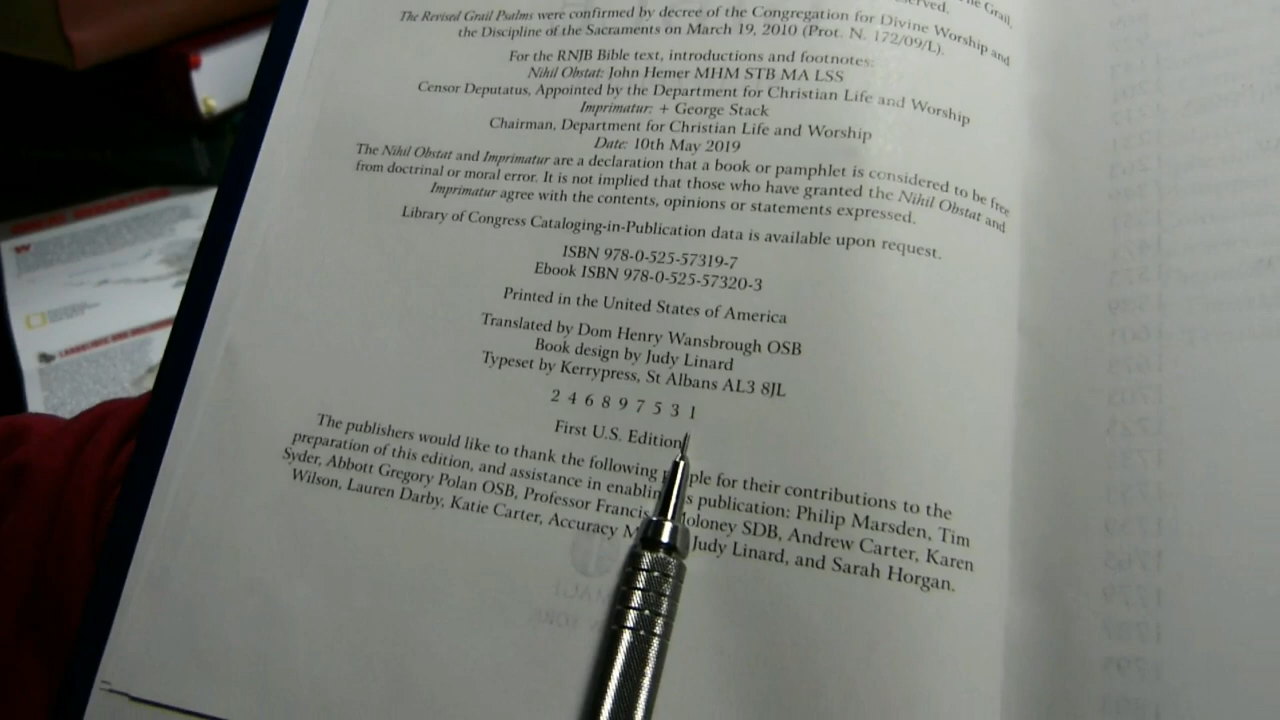 The Revised Grail Psalms were confirmed by decree of the Congregation for Divine Worship and
the Discipline of the Sacraments on March 19, 2010 (Prot. N. 172/09/L).
For the RNJB Bible text, introductions and footnotes:
Nihil Obstat: John Hemer MHM STB MA LSS
Censor Deputatus, Appointed by the Department for Christian Life and Worship
Imprimatur: + George Stack
Chairman, Department for Christian Life and Worship
Date: 10th May 2019
The Nihil Obstat and Imprimatur are a declaration that a book or pamphlet is considered to be free
from doctrinal or moral error. It is not implied that those who have granted the Nihil Obstat and
Imprimatur agree with the contents, opinions or statements expressed.
Library of Congress Cataloging-in-Publication data is available upon request.
ISBN 978-0-525-57319-7
Ebook ISBN 978-0-525-57320-3
Printed in the United States of America
Translated by Dom Henry Wansbrough OSB
Book design by Judy Linard
Typeset by Kerrypress, St Albans AL3 8JL
2 4 6 8 9 7 5 3 1
First U.S. Edition
The publishers would like to thank the following ple for their contributions to the
preparation of this edition, and assistance in enablin s publication: Philip Marsden, Tim
Syder, Abbott Gregory Polan OSB, Professor Francis Moloney SDB, Andrew Carter, Karen
Wilson, Lauren Darby, Katie Carter, Accuracy M Judy Linard, and Sarah Horgan.